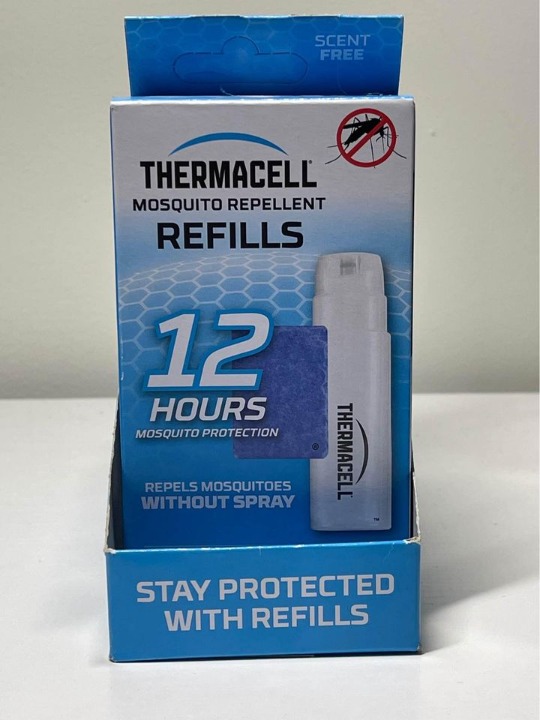 SCENT
FREE
THERMACELL®
MOSQUITO REPELLENT
REFILLS
12
HOURS
MOSQUITO PROTECTION
®
REPELS MOSQUITOES
WITHOUT SPRAY
THERMACELL
™
STAY PROTECTED
WITH REFILLS